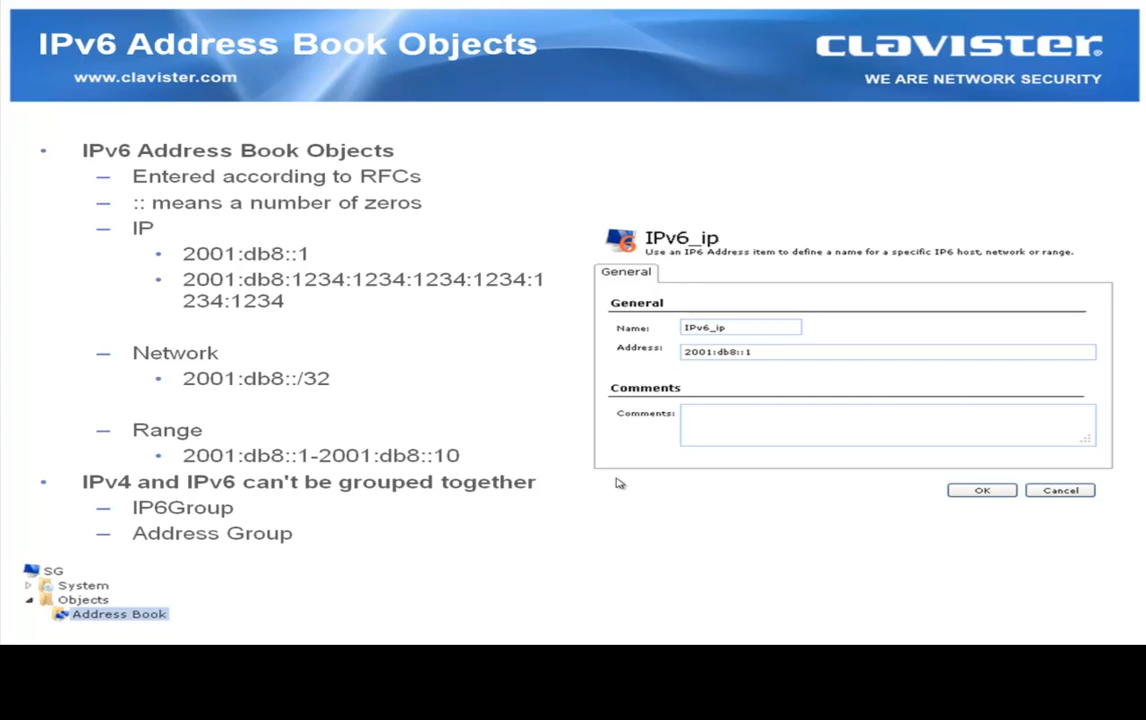 IPv6 Address Book Objects
www.clavister.com
CLAVISTER®
WE ARE NETWORK SECURITY
• IPv6 Address Book Objects
– Entered according to RFCs
– :: means a number of zeros
– IP
• 2001:db8::1
• 2001:db8:1234:1234:1234:1234:1
234:1234
– Network
• 2001:db8::/32
– Range
• 2001:db8::1-2001:db8::10
• IPv4 and IPv6 can't be grouped together
– IP6Group
– Address Group
SG
System
Objects
Address Book
IPv6_ip
Use an IP6 Address item to define a name for a specific IP6 host, network or range.
General
General
Name: IPv6_ip
Address: 2001:db8::1
Comments
Comments:
OK Cancel